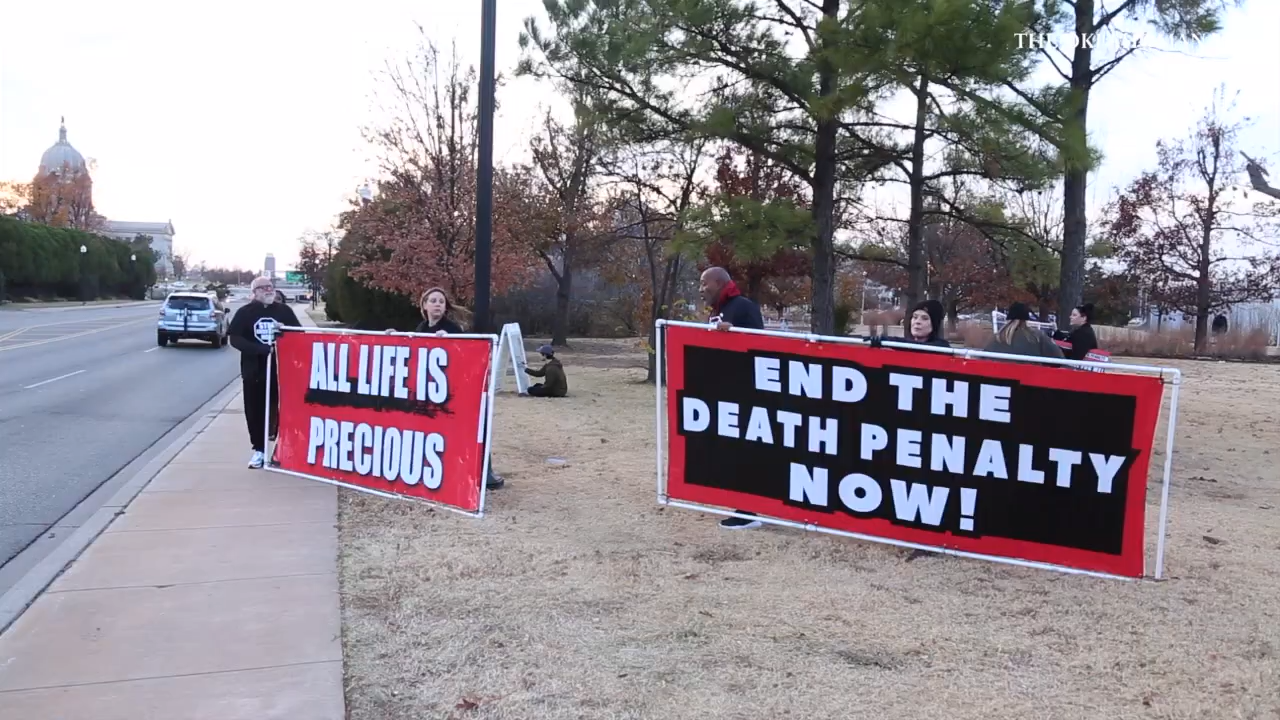 ALL LIFE IS
PRECIOUS
END THE
DEATH PENALTY
NOW!